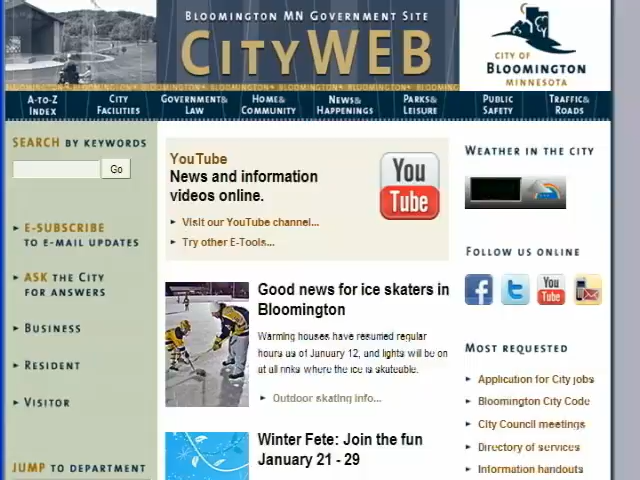 BLOOMINGTON MN GOVERNMENT SITE
CITYWEB
CITY OF
BLOOMINGTON
MINNESOTA
A-TO-Z INDEX
CITY FACILITIES
GOVERNMENT& LAW
HOME& COMMUNITY
NEWS& HAPPENINGS
PARKS& LEISURE
PUBLIC SAFETY
TRAFFIC& ROADS
SEARCH BY KEYWORDS
Go
E-SUBSCRIBE
TO E-MAIL UPDATES
ASK THE CITY
FOR ANSWERS
BUSINESS
RESIDENT
VISITOR
JUMP TO DEPARTMENT
YouTube
News and information
videos online.
Visit our YouTube channel...
Try other E-Tools...
You
Tube
Good news for ice skaters in
Bloomington
Warming houses have resumed regular
hours as of January 12, and lights will be on
at all rinks where the ice is skateable.
Outdoor skating info...
Winter Fete: Join the fun
January 21 - 29
WEATHER IN THE CITY
FOLLOW US ONLINE
You
Tube
MOST REQUESTED
Application for City jobs
Bloomington City Code
City Council meetings
Directory of services
Information handouts